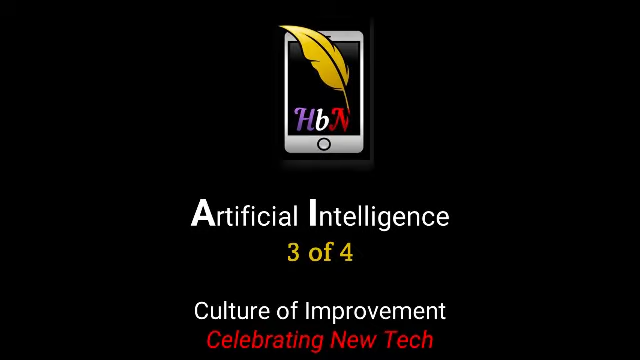 HbN
Artificial Intelligence
3 of 4
Culture of Improvement
Celebrating New Tech